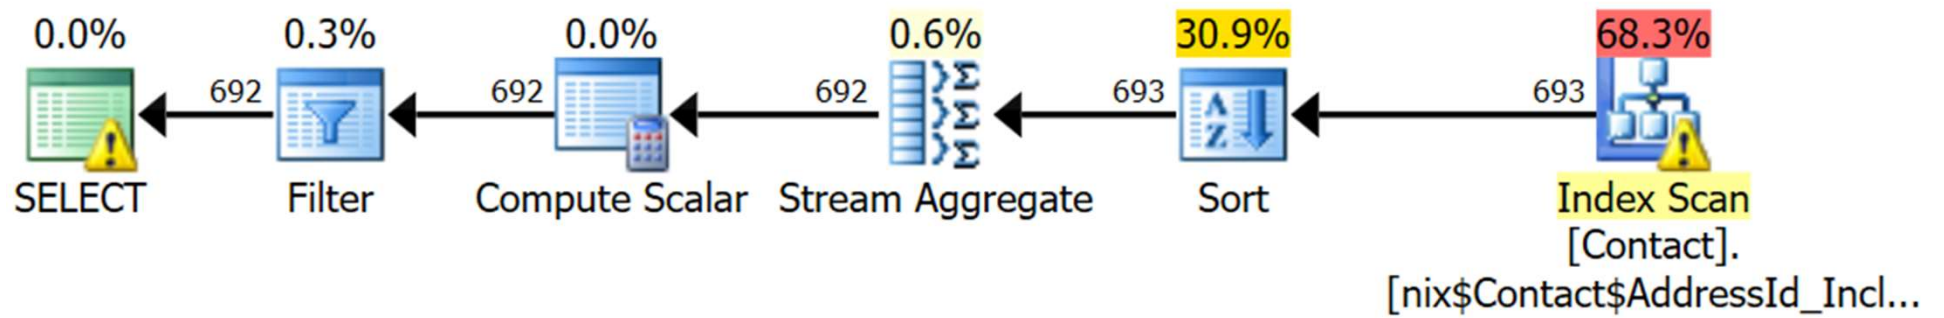 0.0% 0.3% 0.0% 0.6% 30.9% 68.3%
692 692 692 693 693
A
Z
SELECT Filter Compute Scalar Stream Aggregate Sort Index Scan
[Contact].
[nix$Contact$AddressId_Incl...